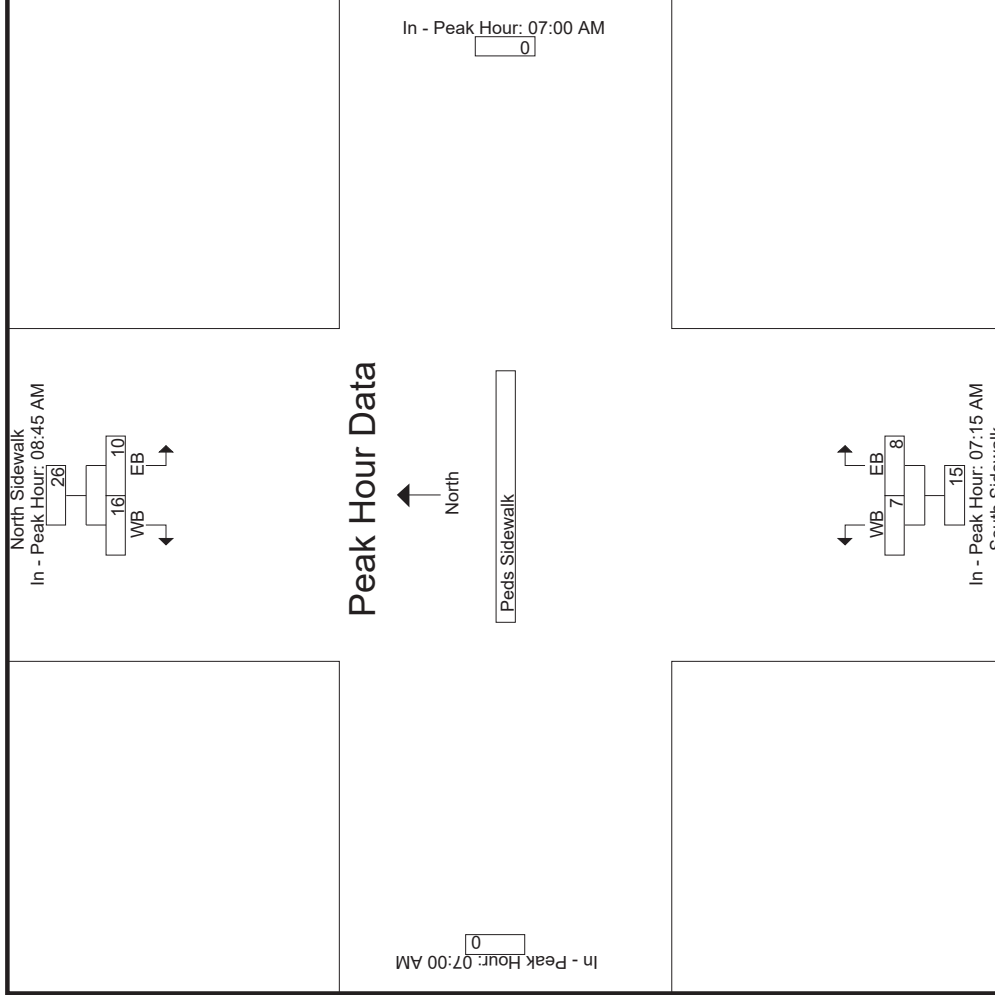 In - Peak Hour: 07:00 AM
0
North Sidewalk
In - Peak Hour: 08:45 AM
26
16 10
WB EB
Peak Hour Data
North
Peds Sidewalk
WB EB
7 8
15
In - Peak Hour: 07:15 AM
South Sidewalk
0
In - Peak Hour: 07:00 AM